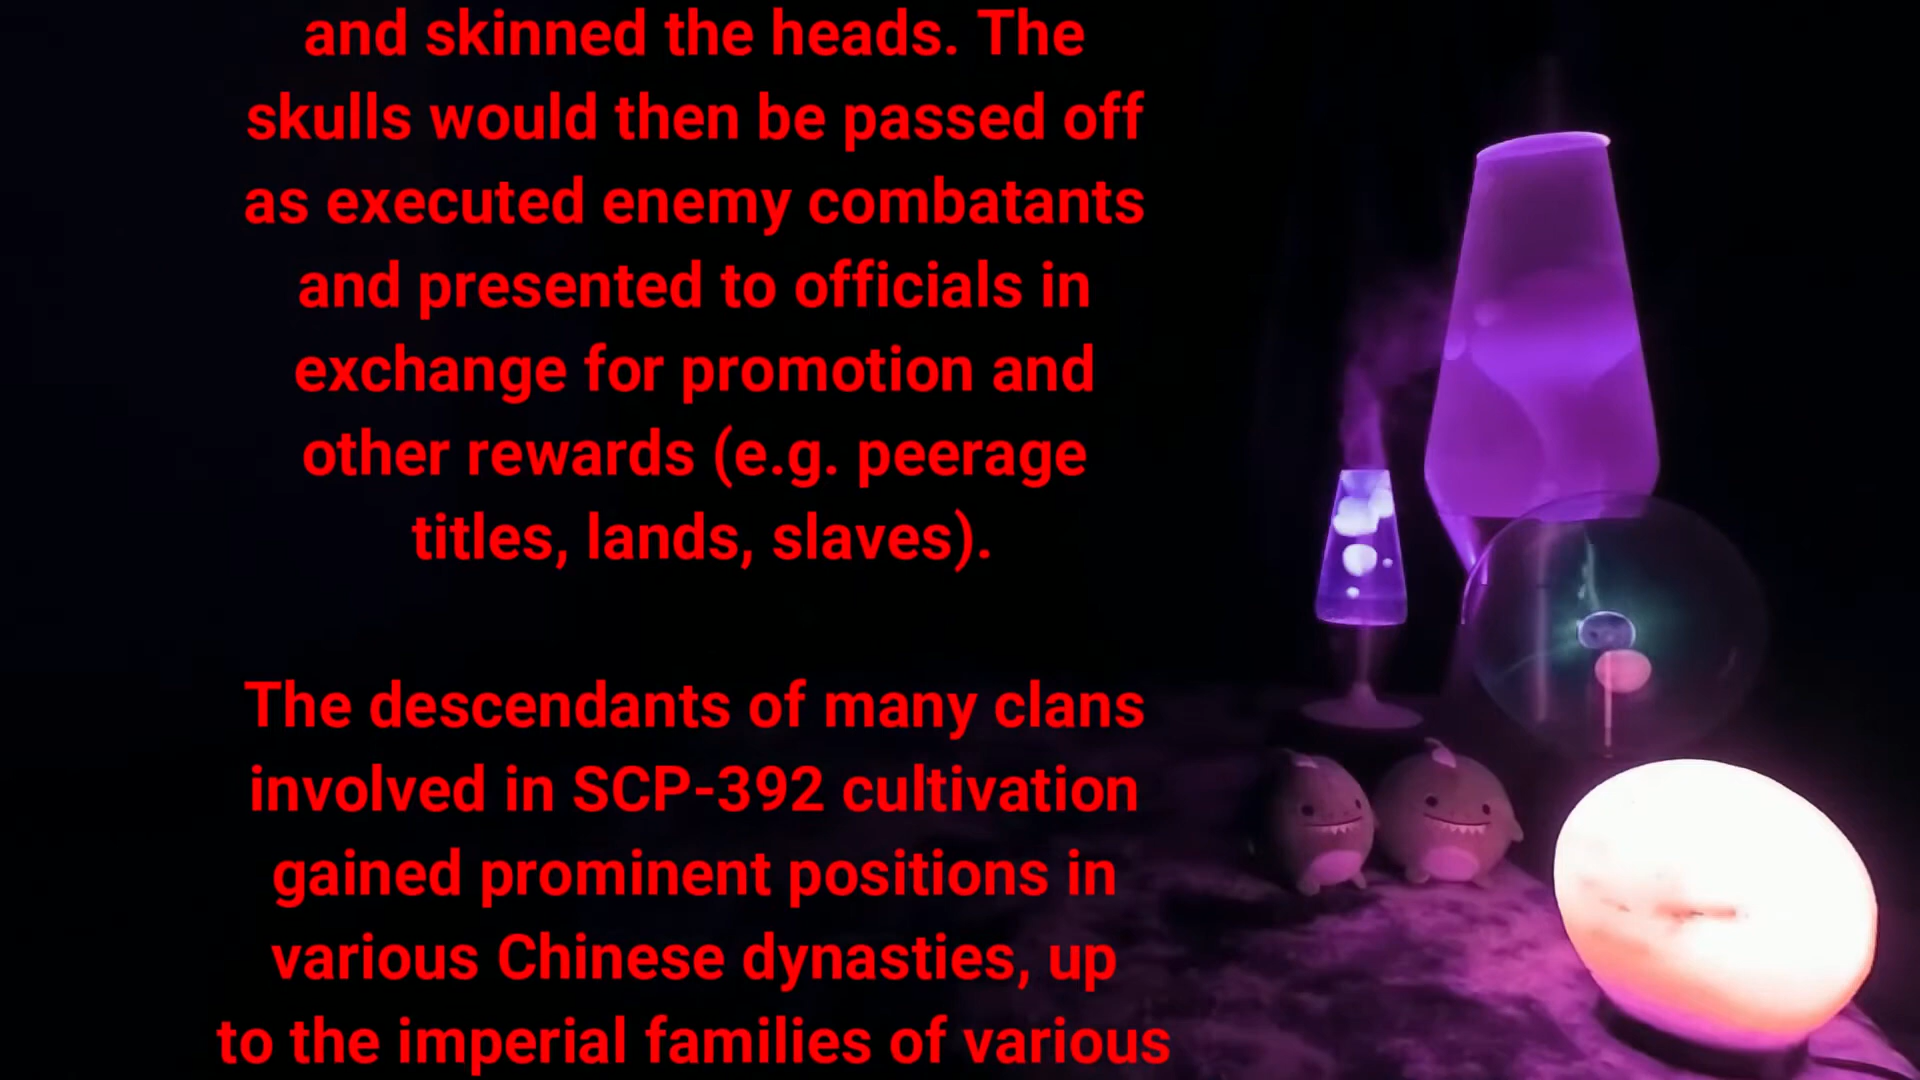 and skinned the heads. The
skulls would then be passed off
as executed enemy combatants
and presented to officials in
exchange for promotion and
other rewards (e.g. peerage
titles, lands, slaves).
The descendants of many clans
involved in SCP-392 cultivation
gained prominent positions in
various Chinese dynasties, up
to the imperial families of various